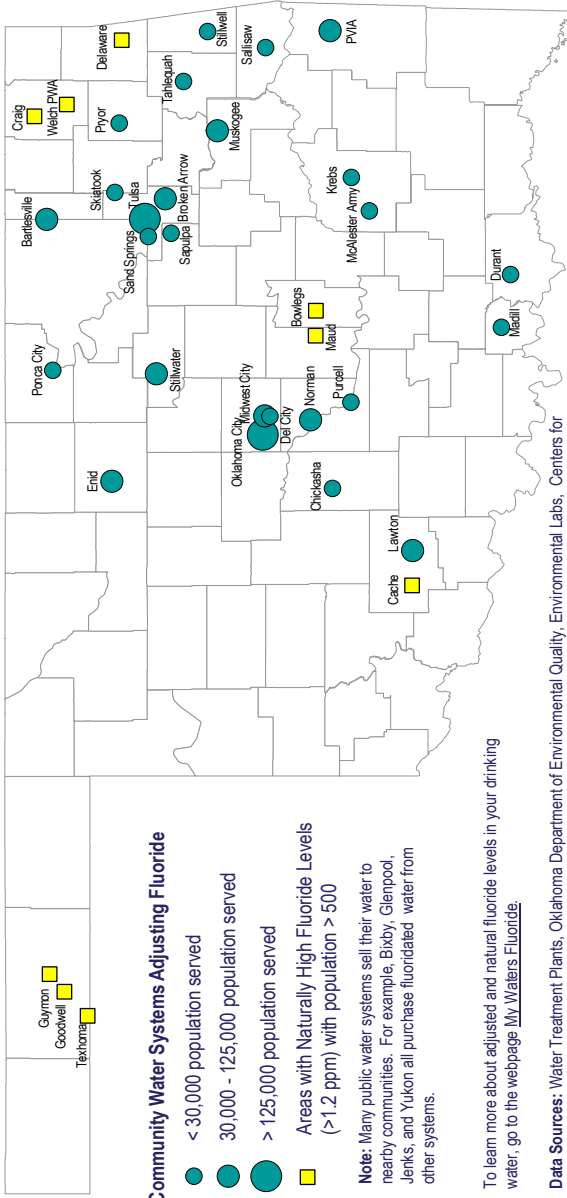 Community Water Systems Adjusting Fluoride
< 30,000 population served
30,000 - 125,000 population served
> 125,000 population served
Areas with Naturally High Fluoride Levels
(>1.2 ppm) with population > 500
Note: Many public water systems sell their water to
nearby communities. For example, Bixby, Glenpool,
Jenks, and Yukon all purchase fluoridated water from
other systems.
To learn more about adjusted and natural fluoride levels in your drinking
water, go to the webpage My Waters Fluoride.
Data Sources: Water Treatment Plants, Oklahoma Department of Environmental Quality, Environmental Labs, Centers for
Guymon
Goodwell
Texhoma
Enid
Ponca City
Stillwater
Bartlesville
Skiatook
Tulsa
Sand Springs
Sapulpa
Broken Arrow
Craig
Welch PWA
Delaware
Pryor
Tahlequah
Stillwell
Sallisaw
Muskogee
PVIA
Oklahoma City
Midwest City
Del City
Norman
Purcell
Chickasha
Bowlegs
Maud
Krebs
McAlester Army
Lawton
Cache
Madill
Durant